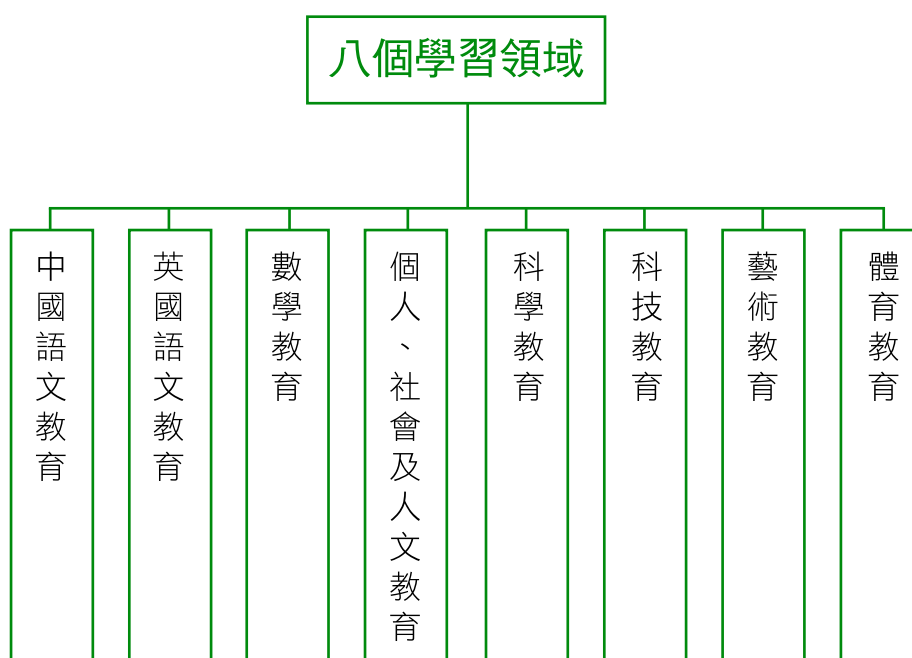 八個學習領域
中國語文教育
英國語文教育
數學教育
個人、社會及人文教育
科學教育
科技教育
藝術教育
體育教育